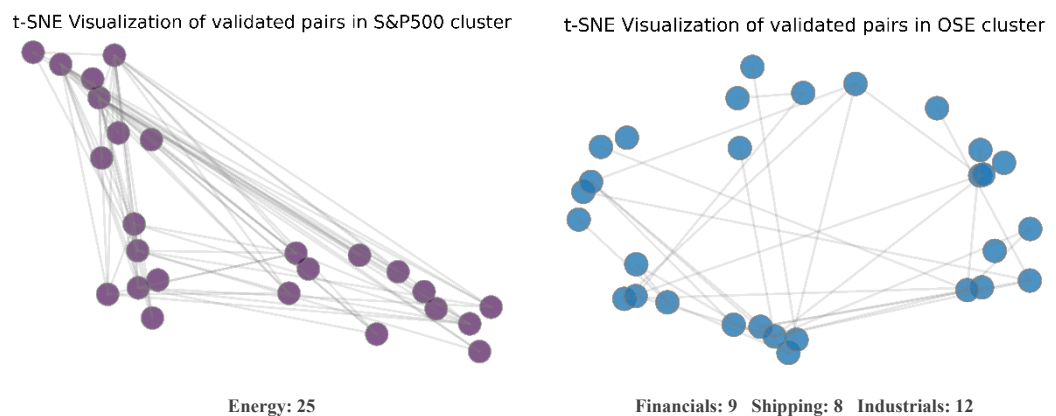 t-SNE Visualization of validated pairs in S&P500 cluster
t-SNE Visualization of validated pairs in OSE cluster
Energy: 25
Financials: 9 Shipping: 8 Industrials: 12